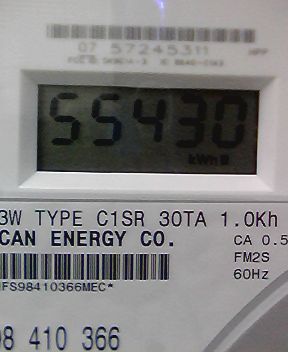 07 57245311
55430
kWh
3W TYPE C1SR 30TA 1.0Kh
CAN ENERGY CO.
CA 0.5
FM2S
60Hz
IFS98410366MEC*
98 410 366